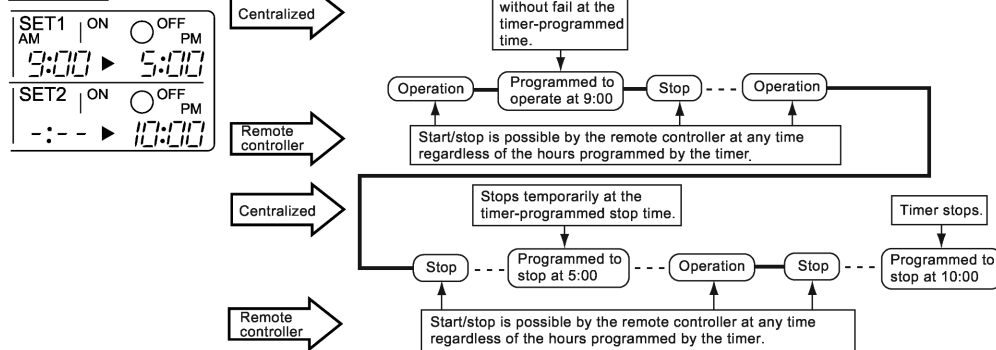 SET1 ON OFF
AM PM
9:00 ▶ 5:00
SET2 ON OFF
PM
-:-- ▶ 10:00
Centralized
without fail at the
timer-programmed
time.
Operation
Programmed to
operate at 9:00
Stop
Operation
Remote
controller
Start/stop is possible by the remote controller at any time
regardless of the hours programmed by the timer.
Centralized
Stops temporarily at the
timer-programmed stop time.
Timer stops.
Stop
Programmed to
stop at 5:00
Operation
Stop
Programmed to
stop at 10:00
Remote
controller
Start/stop is possible by the remote controller at any time
regardless of the hours programmed by the timer.